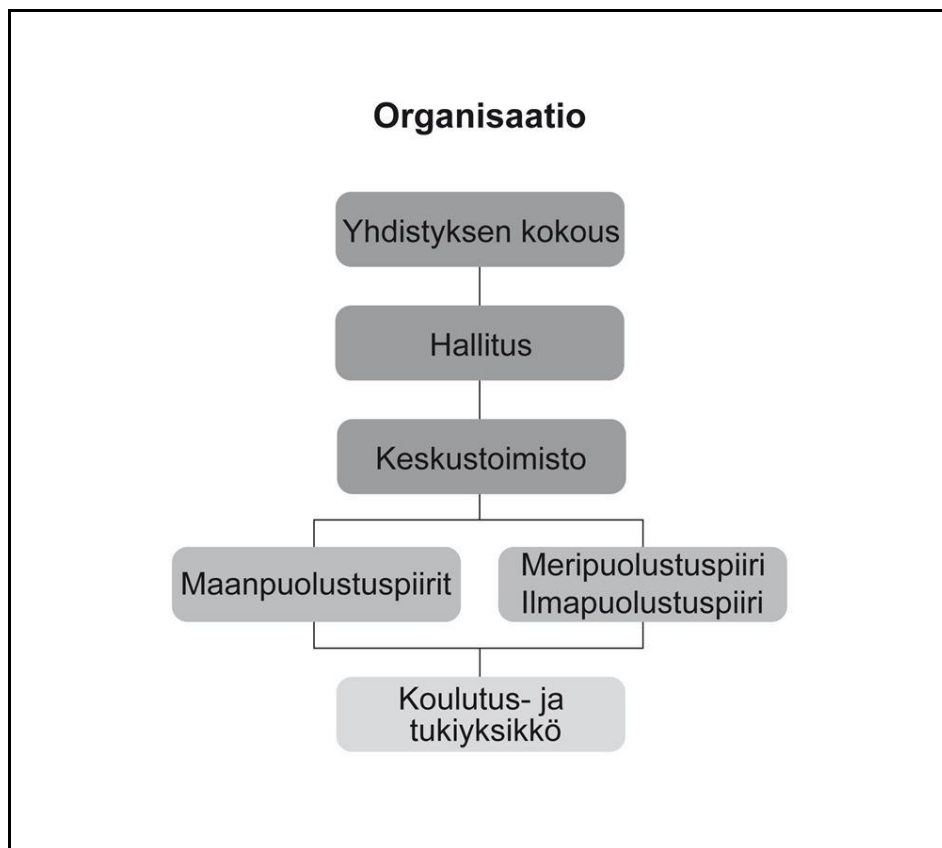 Organisaatio
Yhdistyksen kokous
Hallitus
Keskustoimisto
Maanpuolustuspiirit
Meripuolustuspiiri
Ilmapuolustuspiiri
Koulutus- ja
tukiyksikkö